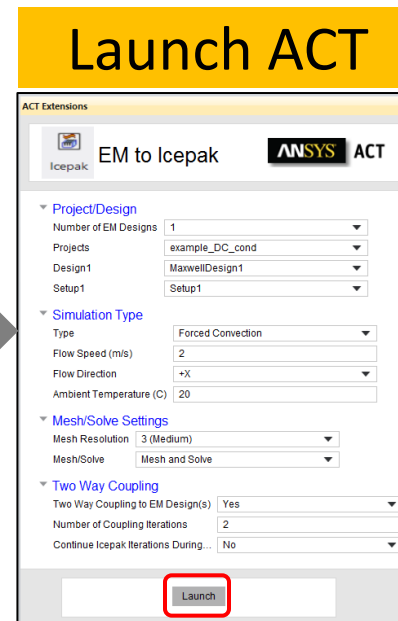 Launch ACT
ACT Extensions
Icepak
EM to Icepak
ANSYS ACT
Project/Design
Number of EM Designs 1
Projects example_DC_cond
Design1 MaxwellDesign1
Setup1 Setup1
Simulation Type
Type Forced Convection
Flow Speed (m/s) 2
Flow Direction +X
Ambient Temperature (C) 20
Mesh/Solve Settings
Mesh Resolution 3 (Medium)
Mesh/Solve Mesh and Solve
Two Way Coupling
Two Way Coupling to EM Design(s) Yes
Number of Coupling Iterations 2
Continue Icepak Iterations During... No
Launch